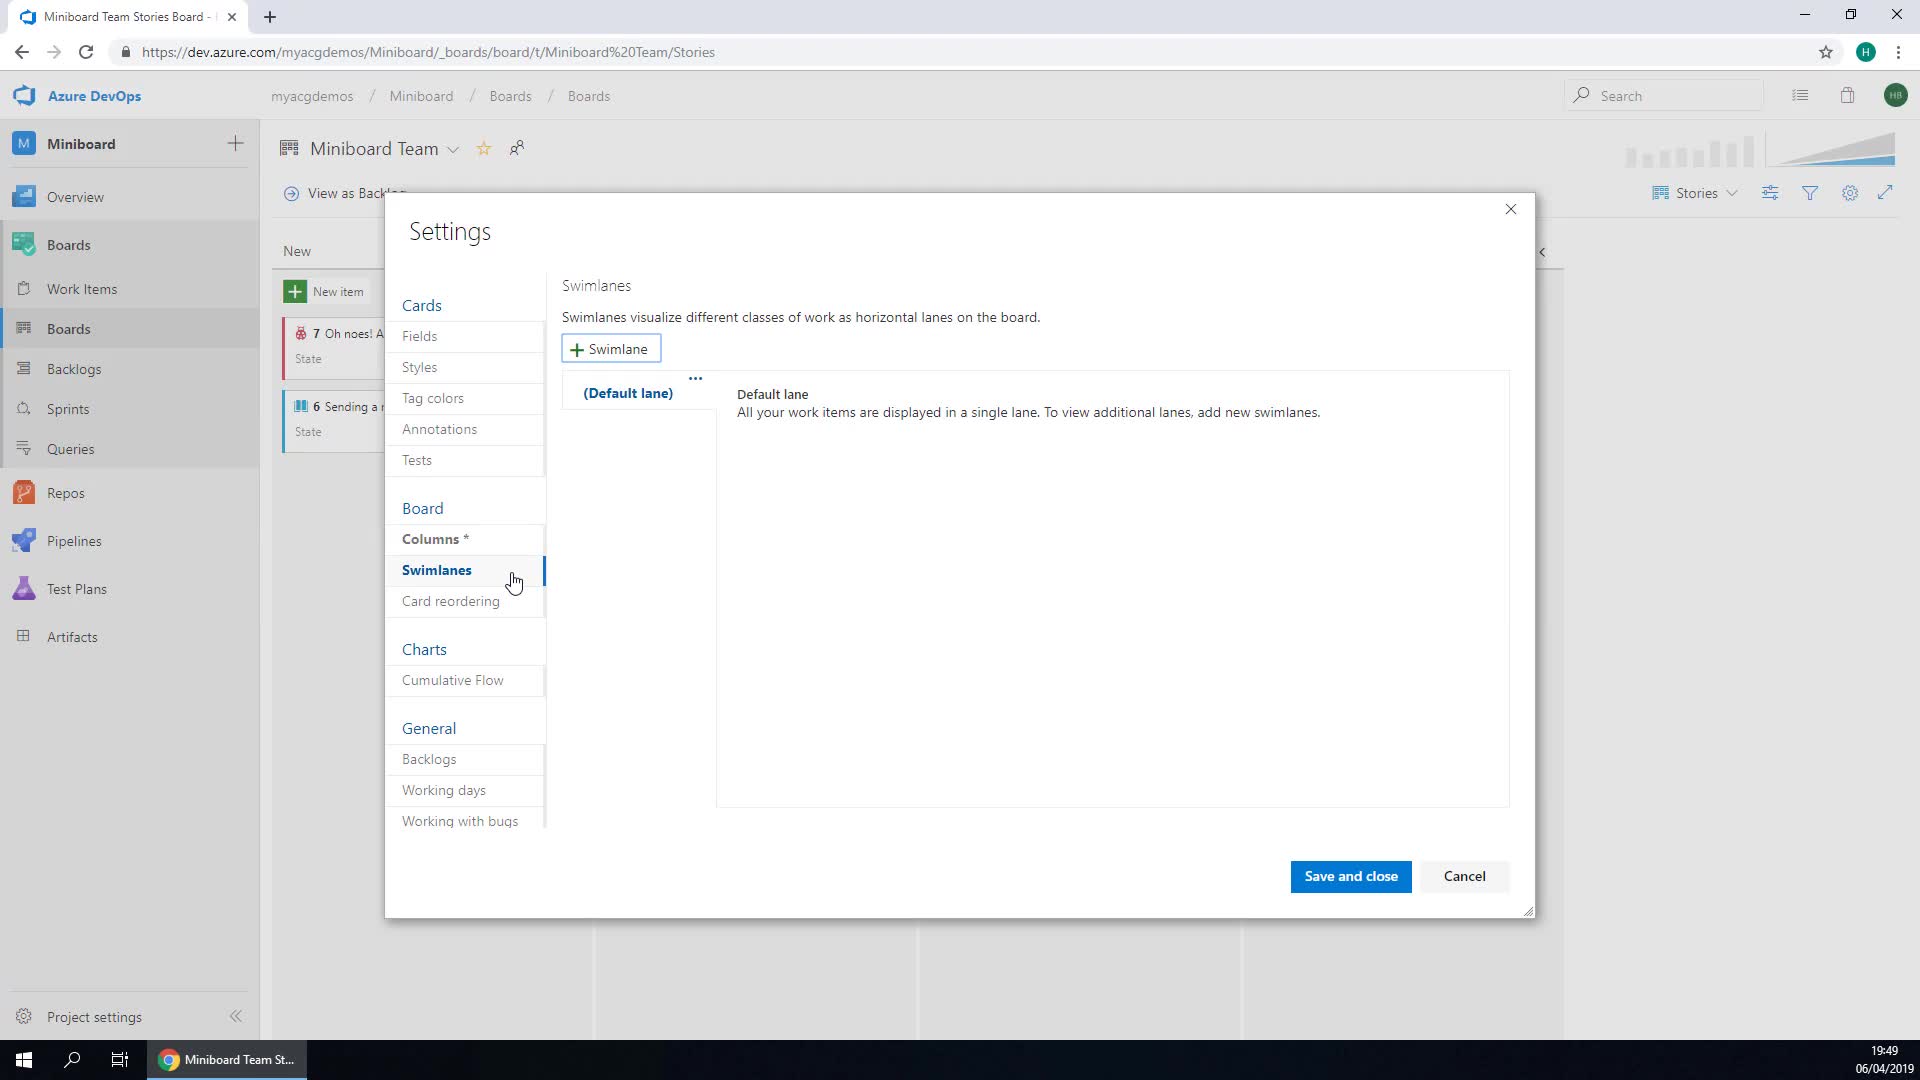 Miniboard Team Stories Board -
https://dev.azure.com/myacgdemos/Miniboard/_boards/board/t/Miniboard%20Team/Stories
H
Azure DevOps
myacgdemos / Miniboard / Boards / Boards
Search
HB
M Miniboard
Miniboard Team
Overview
View as Backlog
Stories
Boards
Work Items
Boards
Backlogs
Sprints
Queries
Repos
Pipelines
Test Plans
Artifacts
Project settings
New
New item
7 Oh noes! A
State
6 Sending a
State
Settings
Cards
Fields
Styles
Tag colors
Annotations
Tests
Board
Columns *
Swimlanes
Card reordering
Charts
Cumulative Flow
General
Backlogs
Working days
Working with bugs
Swimlanes
Swimlanes visualize different classes of work as horizontal lanes on the board.
Swimlane
(Default lane)
Default lane
All your work items are displayed in a single lane. To view additional lanes, add new swimlanes.
Save and close
Cancel
Miniboard Team St...
19:49
06/04/2019